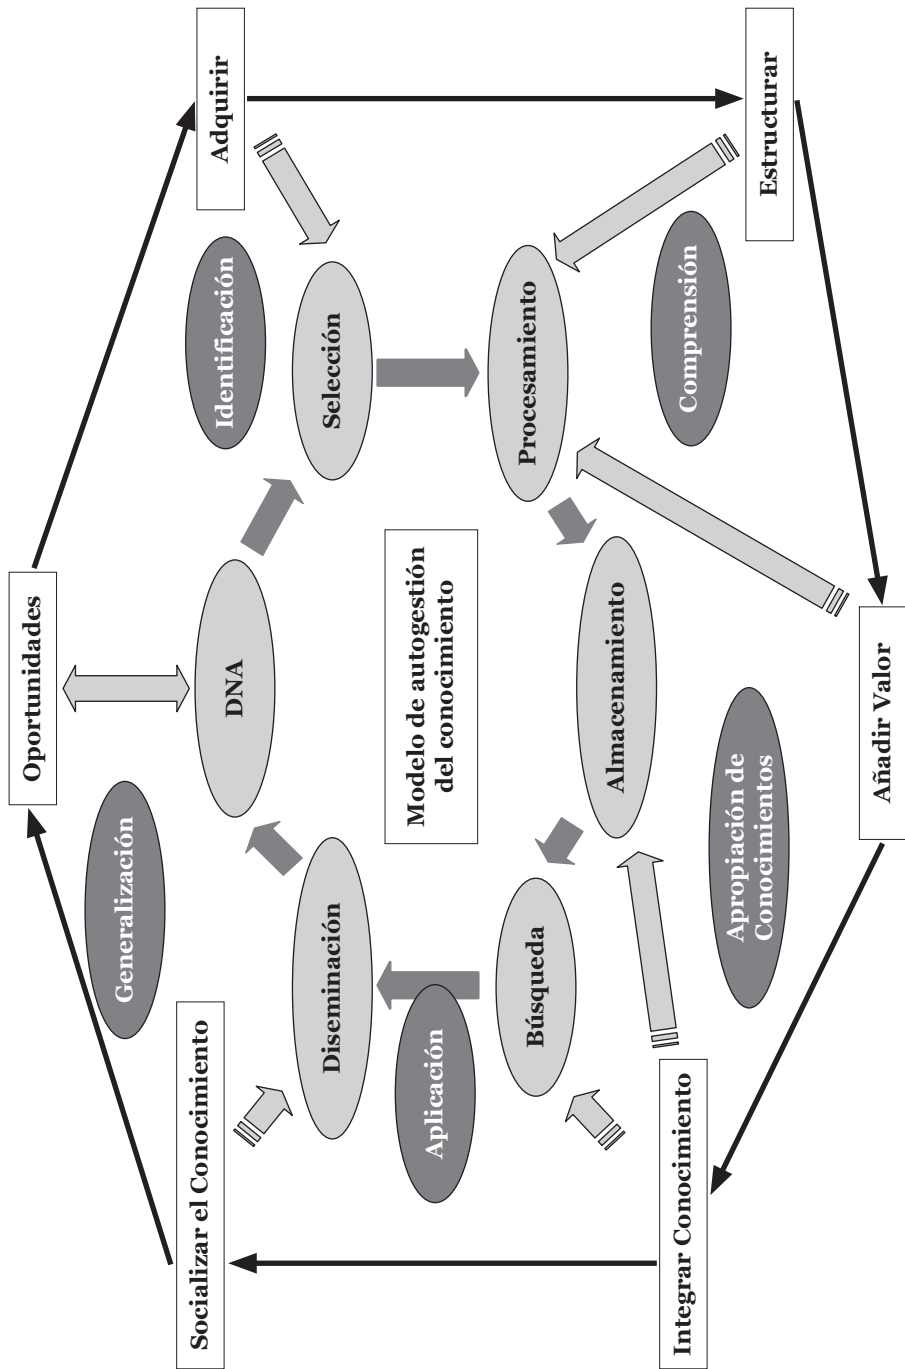 Oportunidades
Adquirir
Estructurar
Añadir Valor
Integrar Conocimiento
Socializar el Conocimiento
Generalización
Identificación
Comprensión
Apropiación de
Conocimientos
Aplicación
DNA
Selección
Procesamiento
Almacenamiento
Búsqueda
Diseminación
Modelo de autogestión
del conocimiento